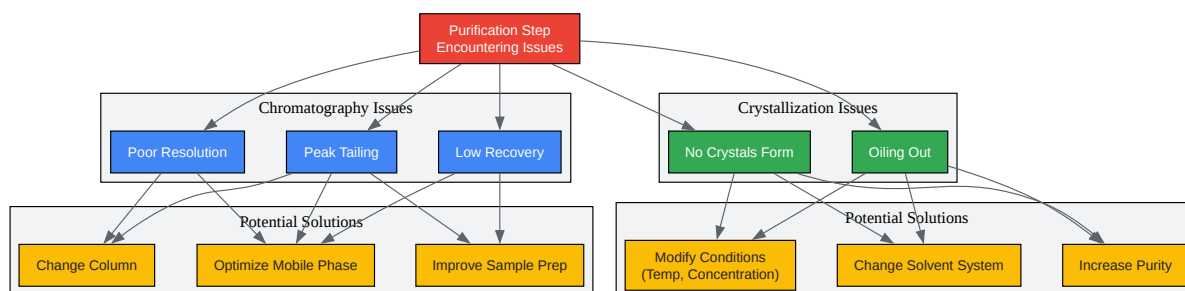 Purification Step
Encountering Issues
Chromatography Issues
Crystallization Issues
Poor Resolution
Peak Tailing
Low Recovery
No Crystals Form
Oiling Out
Potential Solutions
Potential Solutions
Change Column
Optimize Mobile Phase
Improve Sample Prep
Modify Conditions
(Temp, Concentration)
Change Solvent System
Increase Purity